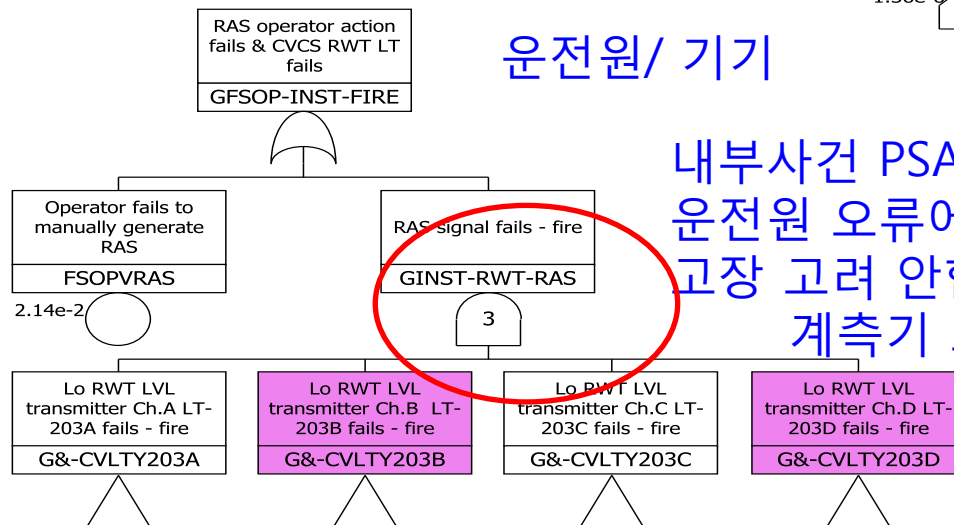 RAS operator action
fails & CVCS RWT LT
fails
GFSOP-INST-FIRE
운전원/ 기기
내부사건 PSA
운전원 오류에
고장 고려 안함
계측기
Operator fails to
manually generate
RAS
FSOPVRAS
2.14e-2
RAS signal fails - fire
GINST-RWT-RAS
3
Lo RWT LVL
transmitter Ch.A LT-
203A fails - fire
G&-CVLTY203A
Lo RWT LVL
transmitter Ch.B LT-
203B fails - fire
G&-CVLTY203B
Lo RWT LVL
transmitter Ch.C LT-
203C fails - fire
G&-CVLTY203C
Lo RWT LVL
transmitter Ch.D LT-
203D fails - fire
G&-CVLTY203D